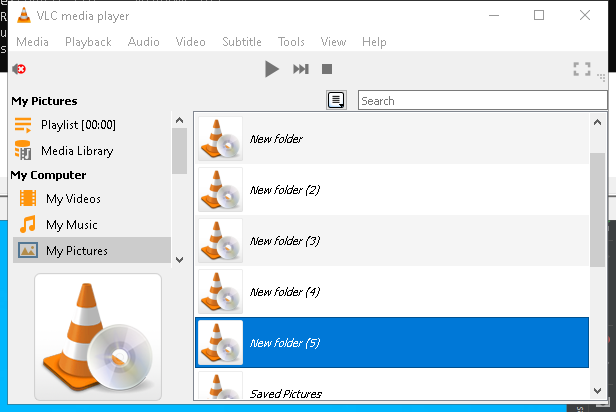 VLC media player
Media Playback Audio Video Subtitle Tools View Help
My Pictures
Search
Playlist [00:00]
Media Library
My Computer
My Videos
My Music
My Pictures
New folder
New folder (2)
New folder (3)
New folder (4)
New folder (5)
Saved Pictures